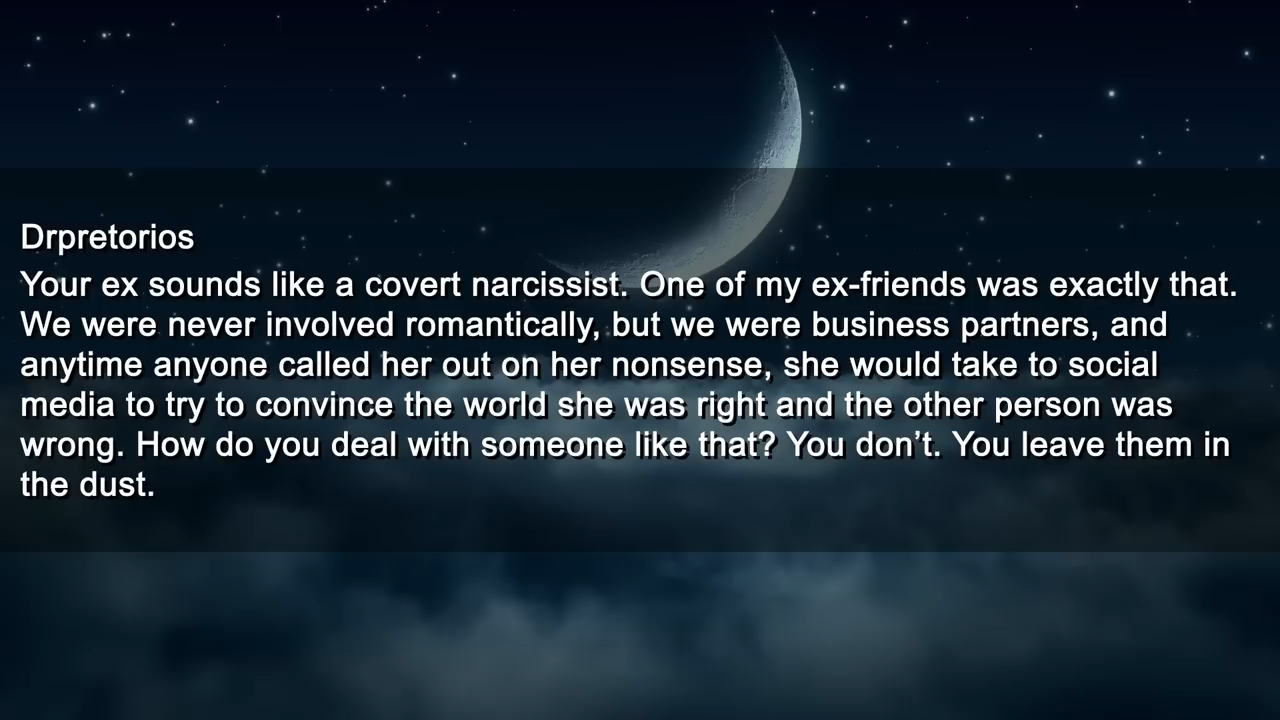 Drpretorios
Your ex sounds like a covert narcissist. One of my ex-friends was exactly that.
We were never involved romantically, but we were business partners, and
anytime anyone called her out on her nonsense, she would take to social
media to try to convince the world she was right and the other person was
wrong. How do you deal with someone like that? You don’t. You leave them in
the dust.